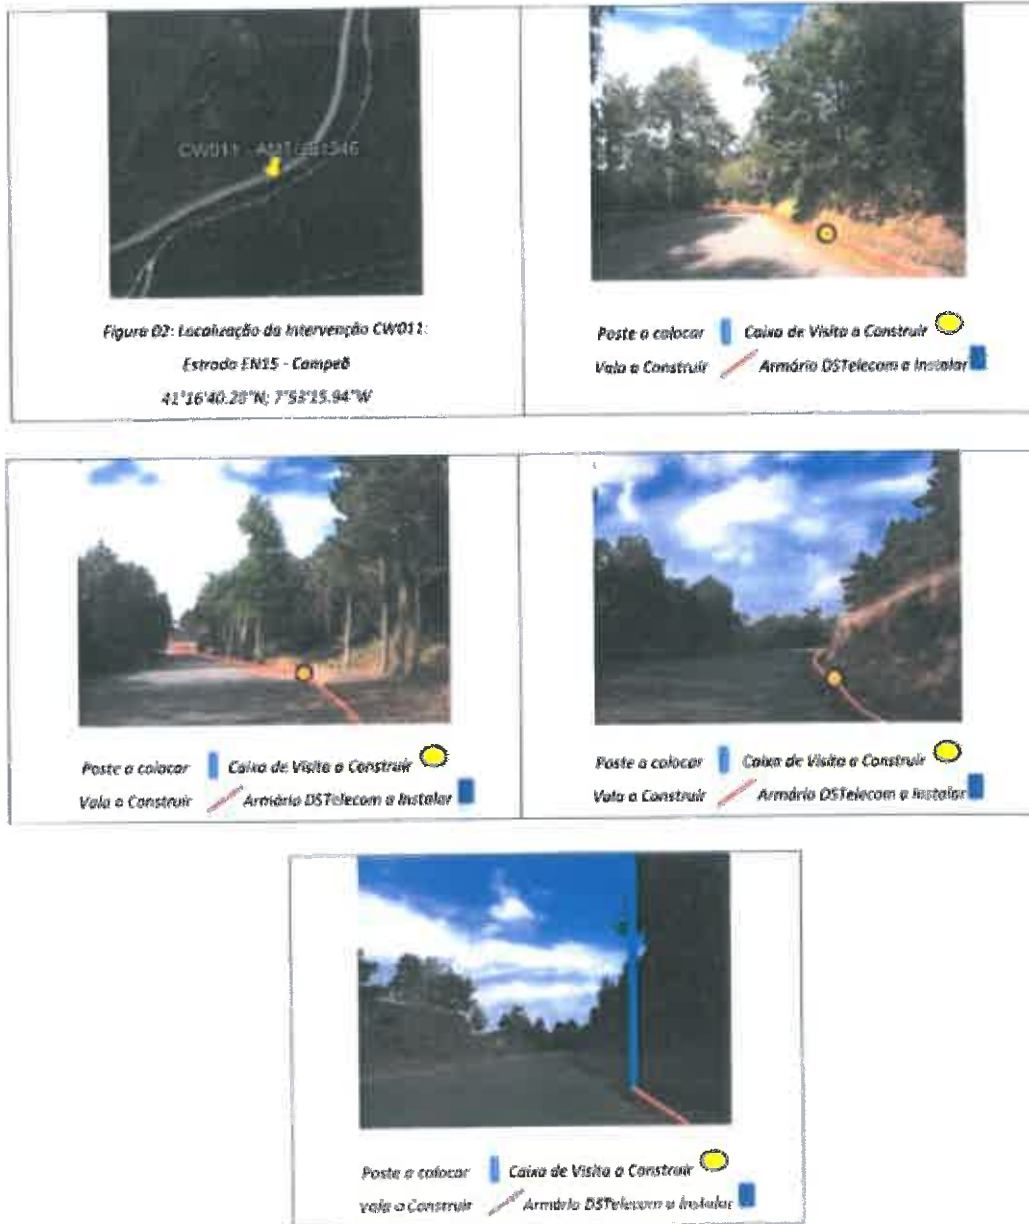 CW011 - AMT
Figura 02: Localização da Intervenção CW011:
Estrada EN15 - Campeã
41°16'40.20"N; 7°53'15.94"W
Poste a colocar Caixa de Visita a Construir
Vala a Construir Armário DSTelecom a Instalar
Poste a colocar Caixa de Visita a Construir
Vala a Construir Armário DSTelecom a Instalar
Poste a colocar Caixa de Visita a Construir
Vala a Construir Armário DSTelecom a Instalar
Poste a colocar Caixa de Visita a Construir
Vala a Construir Armário DSTelecom a Instalar